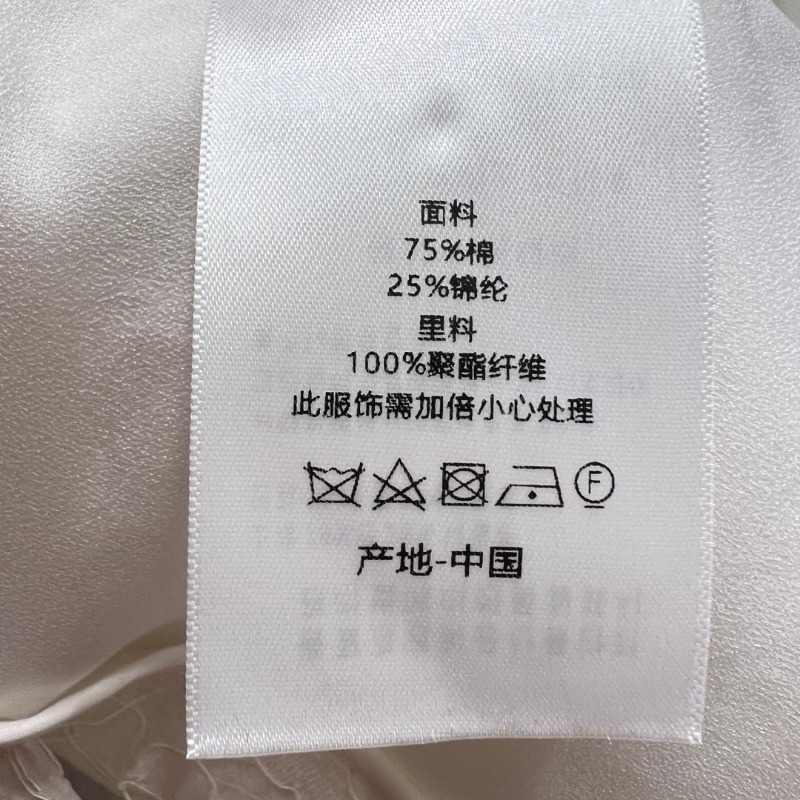 面料
75%棉
25%锦纶
里料
100%聚酯纤维
此服饰需加倍小心处理
F
产地-中国